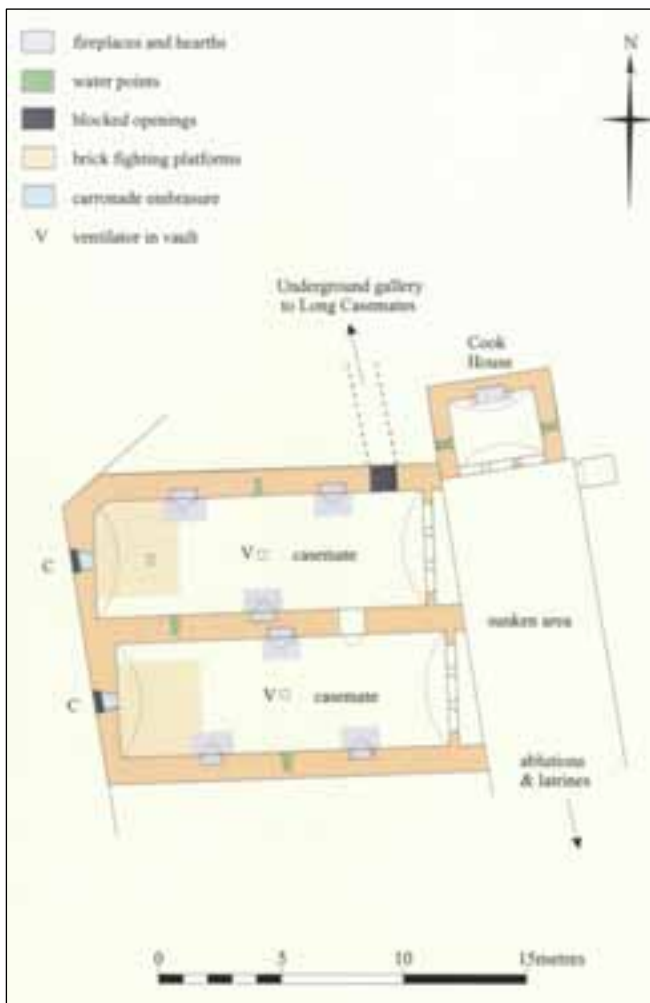 fireplaces and hearths
N
water points
blocked openings
brick fighting platforms
carronade embrasure
V ventilator in vault
Underground gallery
to Long Casemates
Cook
House
C
V casemate
sunken area
C
V casemate
ablutions
& latrines
0 5 10 15metres